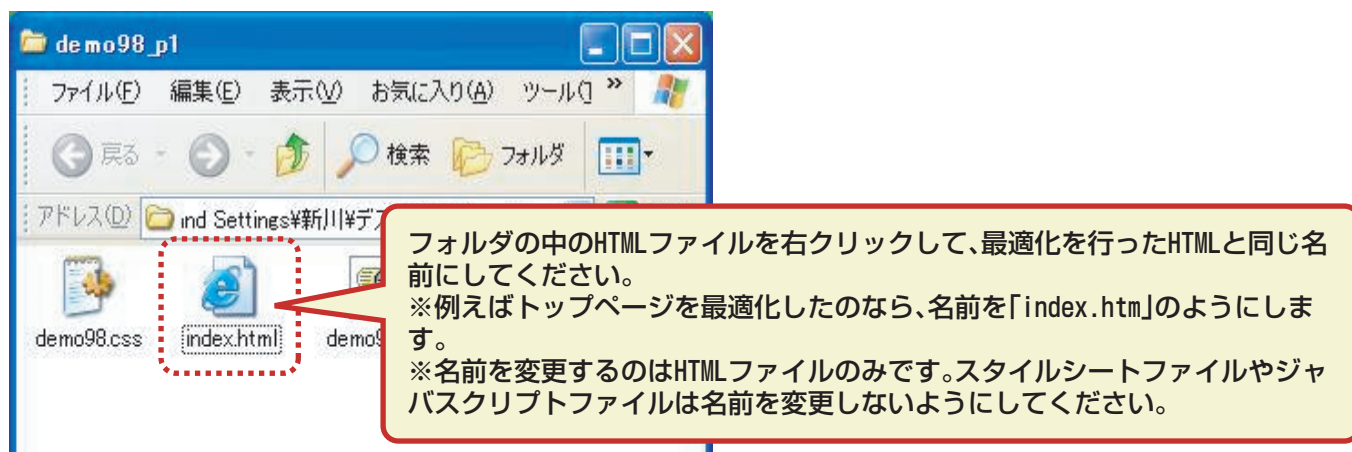 demo98_p1
ファイル(F) 編集(E) 表示(V) お気に入り(A) ツール(T »
戻る 検索 フォルダ
アドレス(D) and Settings¥新川¥デ
demo98.css index.html
フォルダの中のHTMLファイルを右クリックして、最適化を行ったHTMLと同じ名
前にしてください。
※例えばトップページを最適化したのなら、名前を「index.htm」のようにしま
す。
※名前を変更するのはHTMLファイルのみです。スタイルシートファイルやジャ
バスクリプトファイルは名前を変更しないようにしてください。